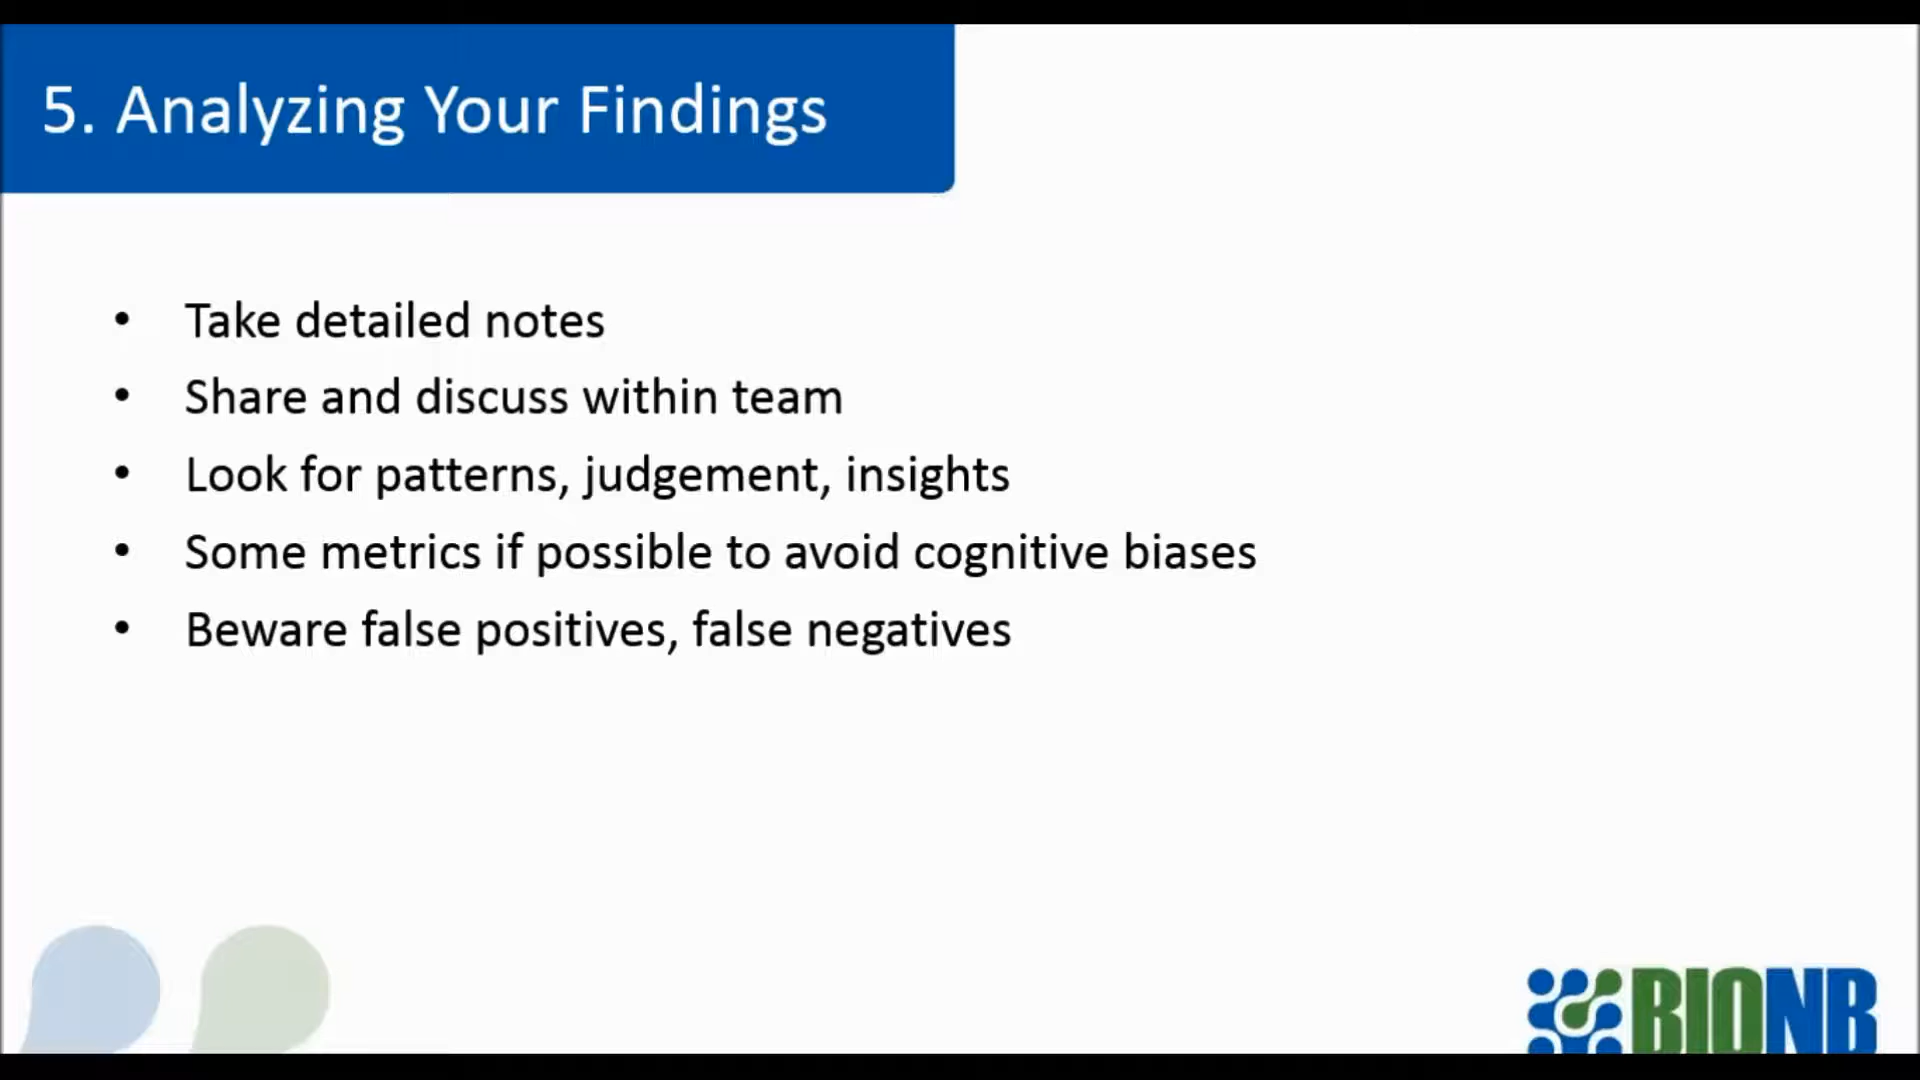 5. Analyzing Your Findings
• Take detailed notes
• Share and discuss within team
• Look for patterns, judgement, insights
• Some metrics if possible to avoid cognitive biases
• Beware false positives, false negatives
BIONB